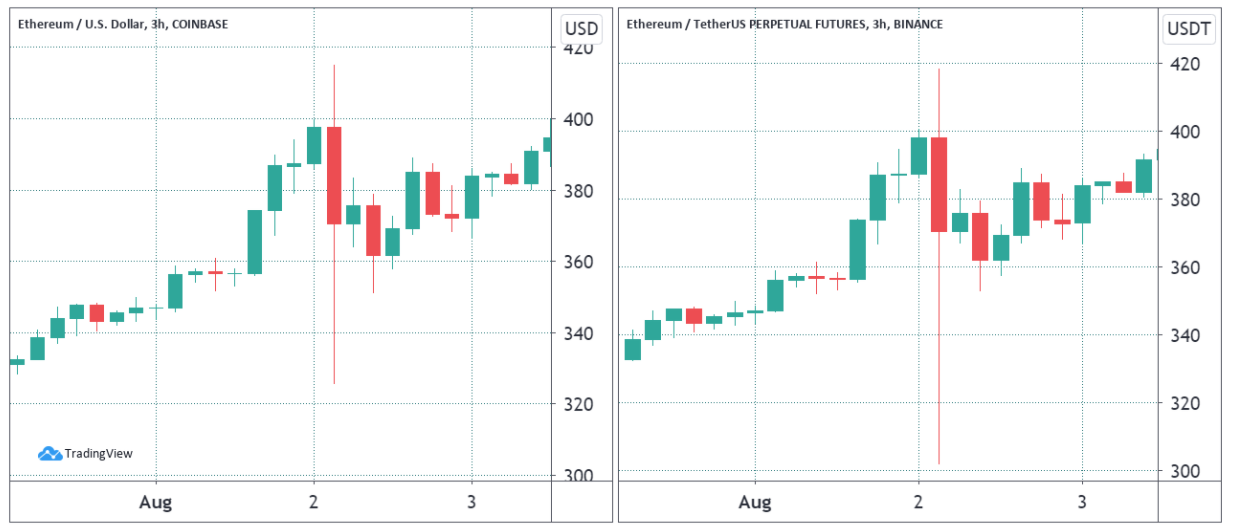 Ethereum / U.S. Dollar, 3h, COINBASE
USD
420
400
380
360
340
320
300
TradingView
Aug
2
3
Ethereum / TetherUS PERPETUAL FUTURES, 3h, BINANCE
USDT
420
400
380
360
340
320
300
Aug
2
3